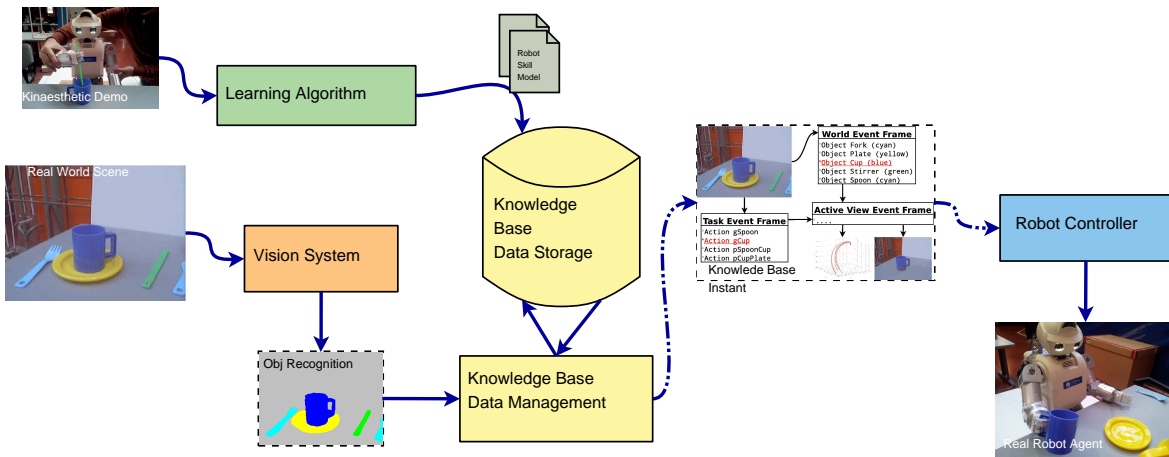 Kinaesthetic Demo
Learning Algorithm
Robot
Skill
Model
Real World Scene
Vision System
Obj Recognition
Knowledge
Base
Data Storage
Knowledge Base
Data Management
World Event Frame
Object Fork (cyan)
Object Plate (yellow)
Object Cup (blue)
Object Stirrer (green)
Object Spoon (cyan)
Task Event Frame
Action gSpoon
Action gCup
Action pSpoonCup
Action pCupPlate
Active View Event Frame
....
Knowlede Base
Instant
Robot Controller
Real Robot Agent